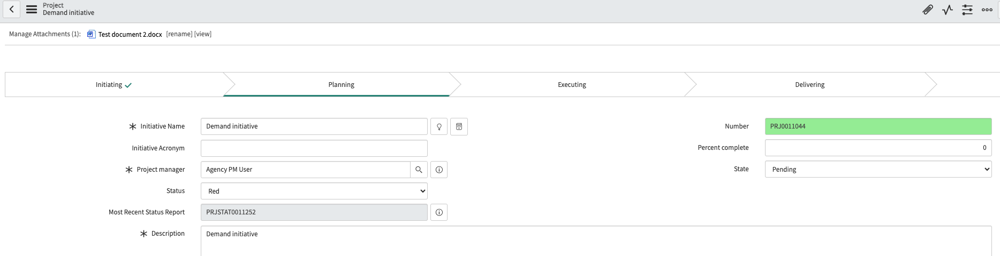 Project
Demand initiative
Manage Attachments (1): Test document 2.docx [rename] [view]
Initiating Planning Executing Delivering
Initiative Name Demand initiative
Number PRJ0011044
Initiative Acronym
Percent complete 0
Project manager Agency PM User
State Pending
Status Red
Most Recent Status Report PRJSTAT0011252
Description Demand initiative